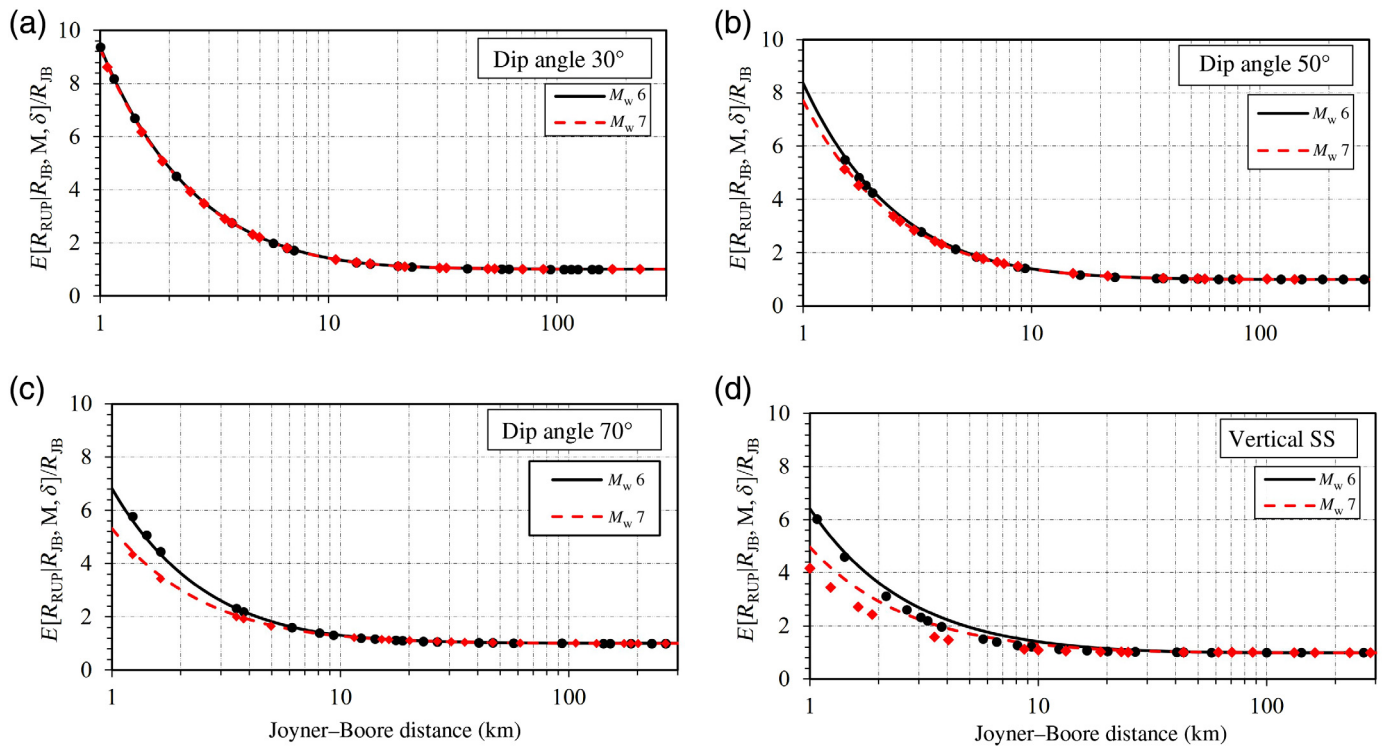 (a)
E[R_RUP|R_JB, M, δ]/R_JB
10
8
6
4
2
0
Dip angle 30°
M_w 6
M_w 7
1
10
100
(b)
E[R_RUP|R_JB, M, δ]/R_JB
10
8
6
4
2
0
Dip angle 50°
M_w 6
M_w 7
1
10
100
(c)
E[R_RUP|R_JB, M, δ]/R_JB
10
8
6
4
2
0
Dip angle 70°
M_w 6
M_w 7
1
10
100
Joyner–Boore distance (km)
(d)
E[R_RUP|R_JB, M, δ]/R_JB
10
8
6
4
2
0
Vertical SS
M_w 6
M_w 7
1
10
100
Joyner–Boore distance (km)